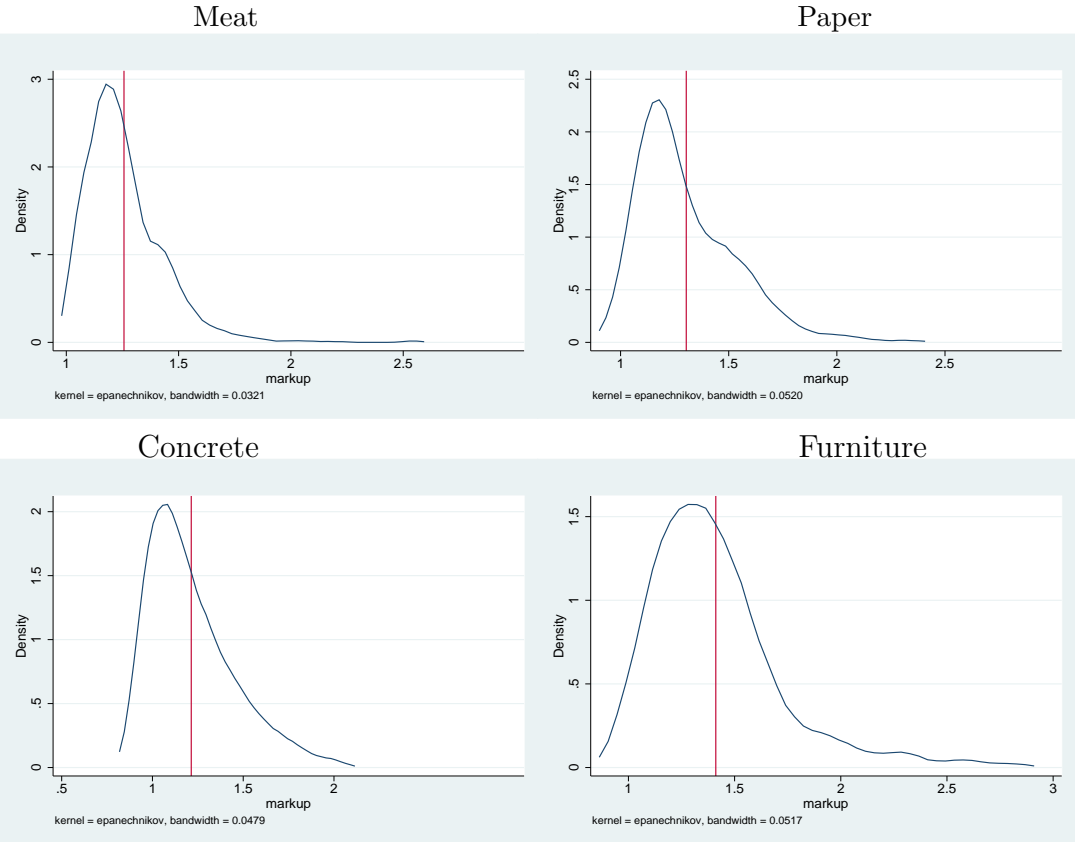 Meat
Paper
Density
0
1
2
3
1
1.5
2
2.5
markup
kernel = epanechnikov, bandwidth = 0.0321
Density
0
.5
1
1.5
2
2.5
1
1.5
2
2.5
markup
kernel = epanechnikov, bandwidth = 0.0520
Concrete
Furniture
Density
0
.5
1
1.5
2
.5
1
1.5
2
markup
kernel = epanechnikov, bandwidth = 0.0479
Density
0
.5
1
1.5
1
1.5
2
2.5
3
markup
kernel = epanechnikov, bandwidth = 0.0517